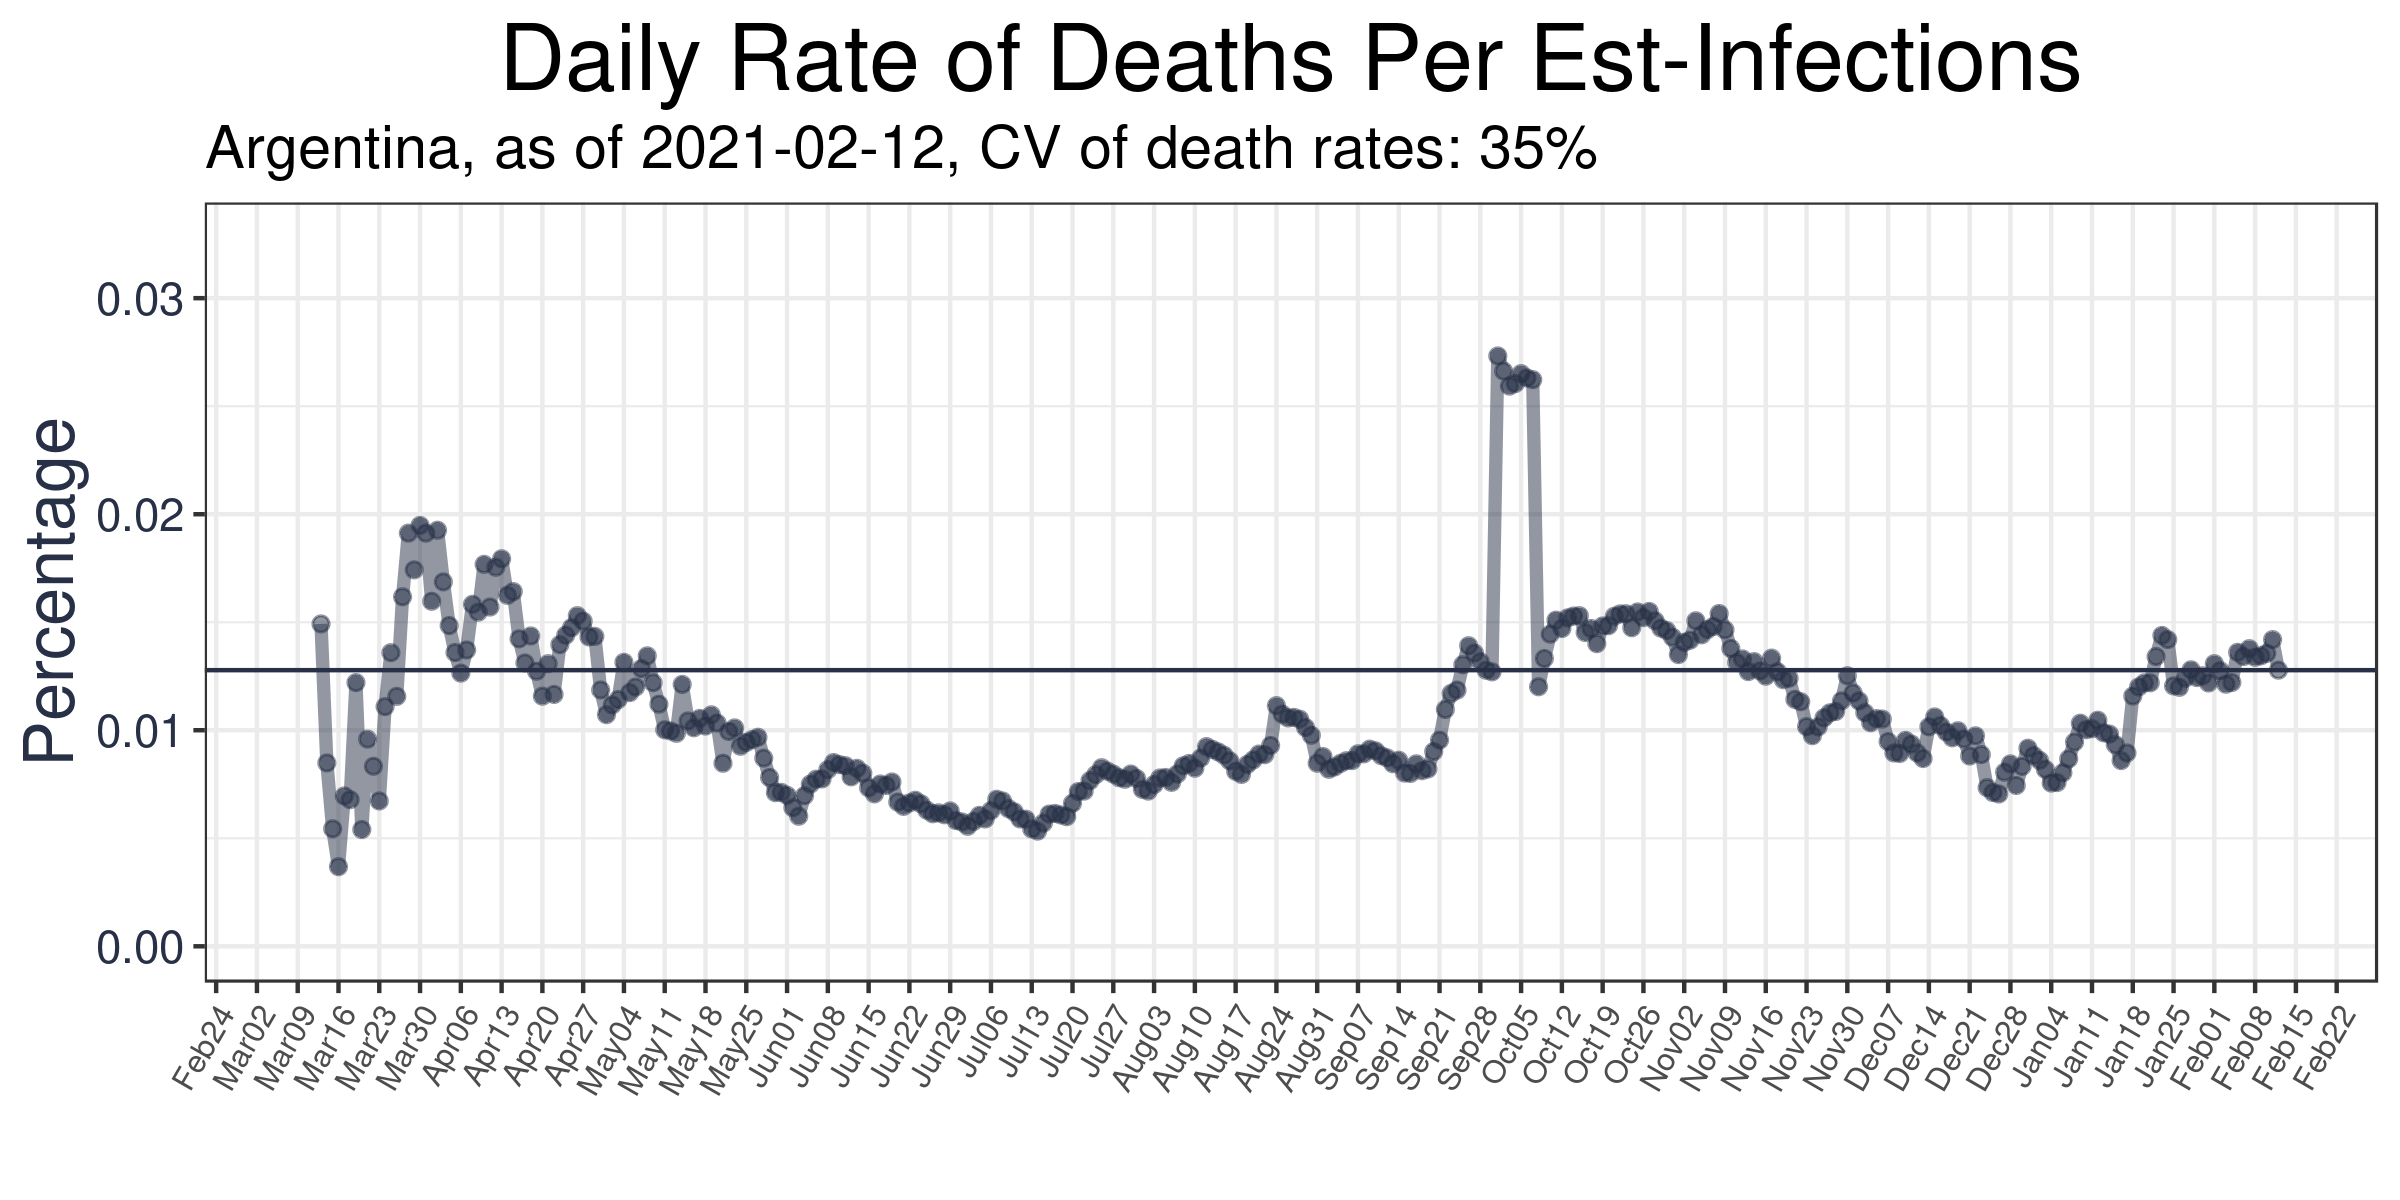 Daily Rate of Deaths Per Est-Infections
Argentina, as of 2021-02-12, CV of death rates: 35%
Percentage
0.03
0.02
0.01
0.00
Feb24
Mar02
Mar09
Mar16
Mar23
Mar30
Apr06
Apr13
Apr20
Apr27
May04
May11
May18
May25
Jun01
Jun08
Jun15
Jun22
Jun29
Jul06
Jul13
Jul20
Jul27
Aug03
Aug10
Aug17
Aug24
Aug31
Sep07
Sep14
Sep21
Sep28
Oct05
Oct12
Oct19
Oct26
Nov02
Nov09
Nov16
Nov23
Nov30
Dec07
Dec14
Dec21
Dec28
Jan04
Jan11
Jan18
Jan25
Feb01
Feb08
Feb15
Feb22